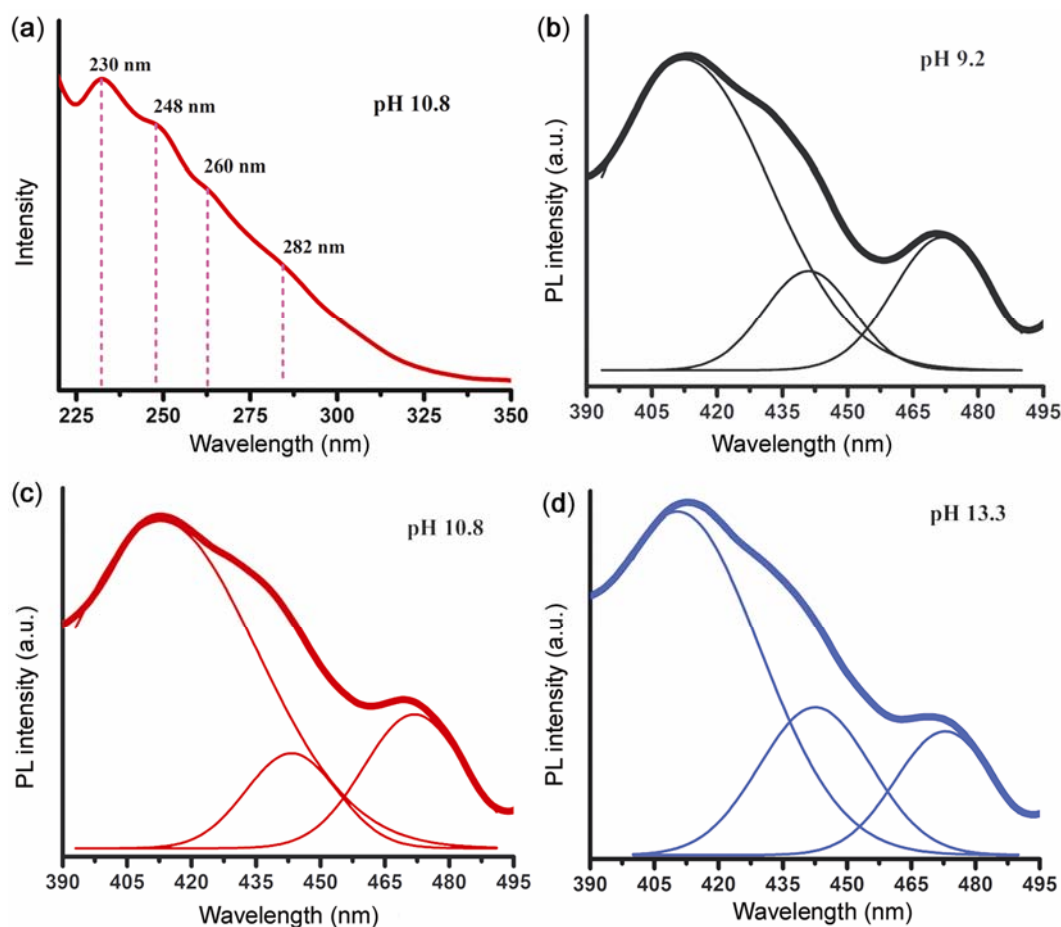 (a)
230 nm
248 nm
260 nm
282 nm
pH 10.8
Intensity
225 250 275 300 325 350
Wavelength (nm)
(b)
pH 9.2
PL intensity (a.u.)
390 405 420 435 450 465 480 495
Wavelength (nm)
(c)
pH 10.8
PL intensity (a.u.)
390 405 420 435 450 465 480 495
Wavelength (nm)
(d)
pH 13.3
PL intensity (a.u.)
390 405 420 435 450 465 480 495
Wavelength (nm)